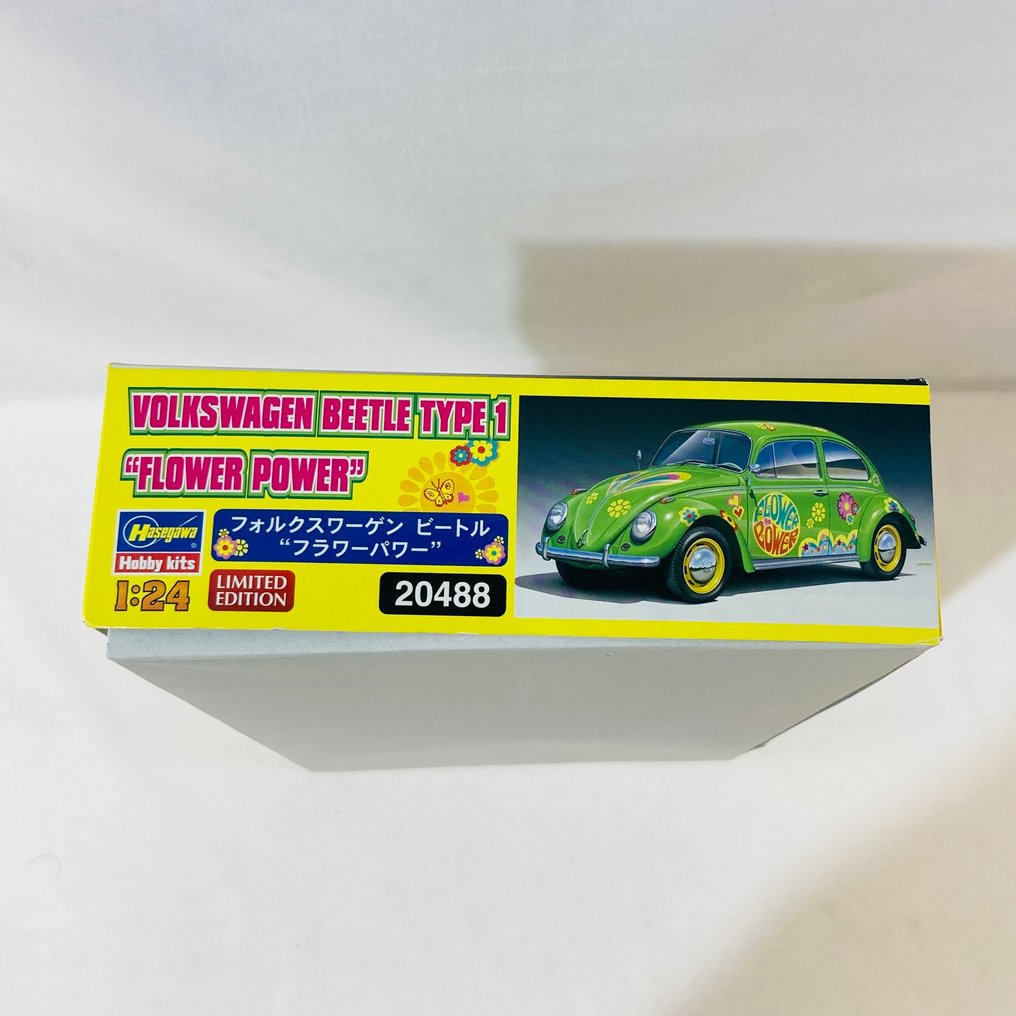 VOLKSWAGEN BEETLE TYPE 1
“FLOWER POWER”
Hasegawa
Hobby kits
フォルクスワーゲン ビートル
“フラワーパワー”
1:24
LIMITED
EDITION
20488
FLOWER
POWER